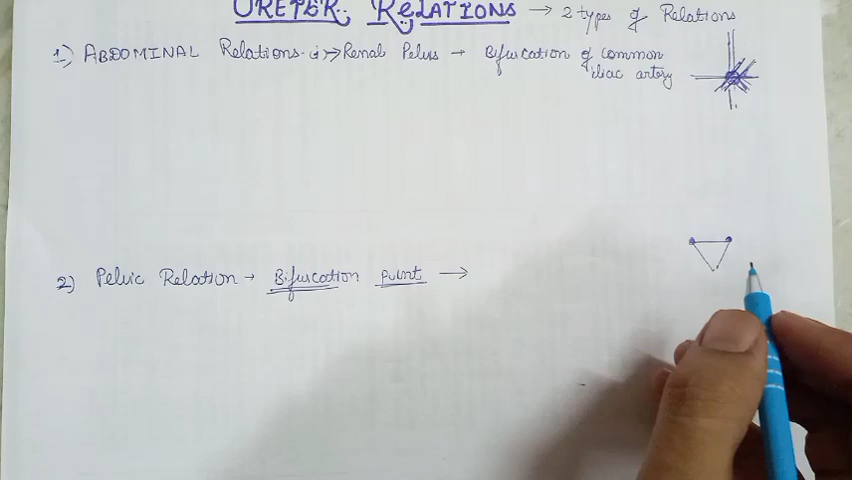 URETER RELATIONS → 2 types of Relations
1) ABDOMINAL Relations. (i) → Renal Pelvis → Bifurcation of common
iliac artery
2) Pelvic Relation → Bifurcation point →